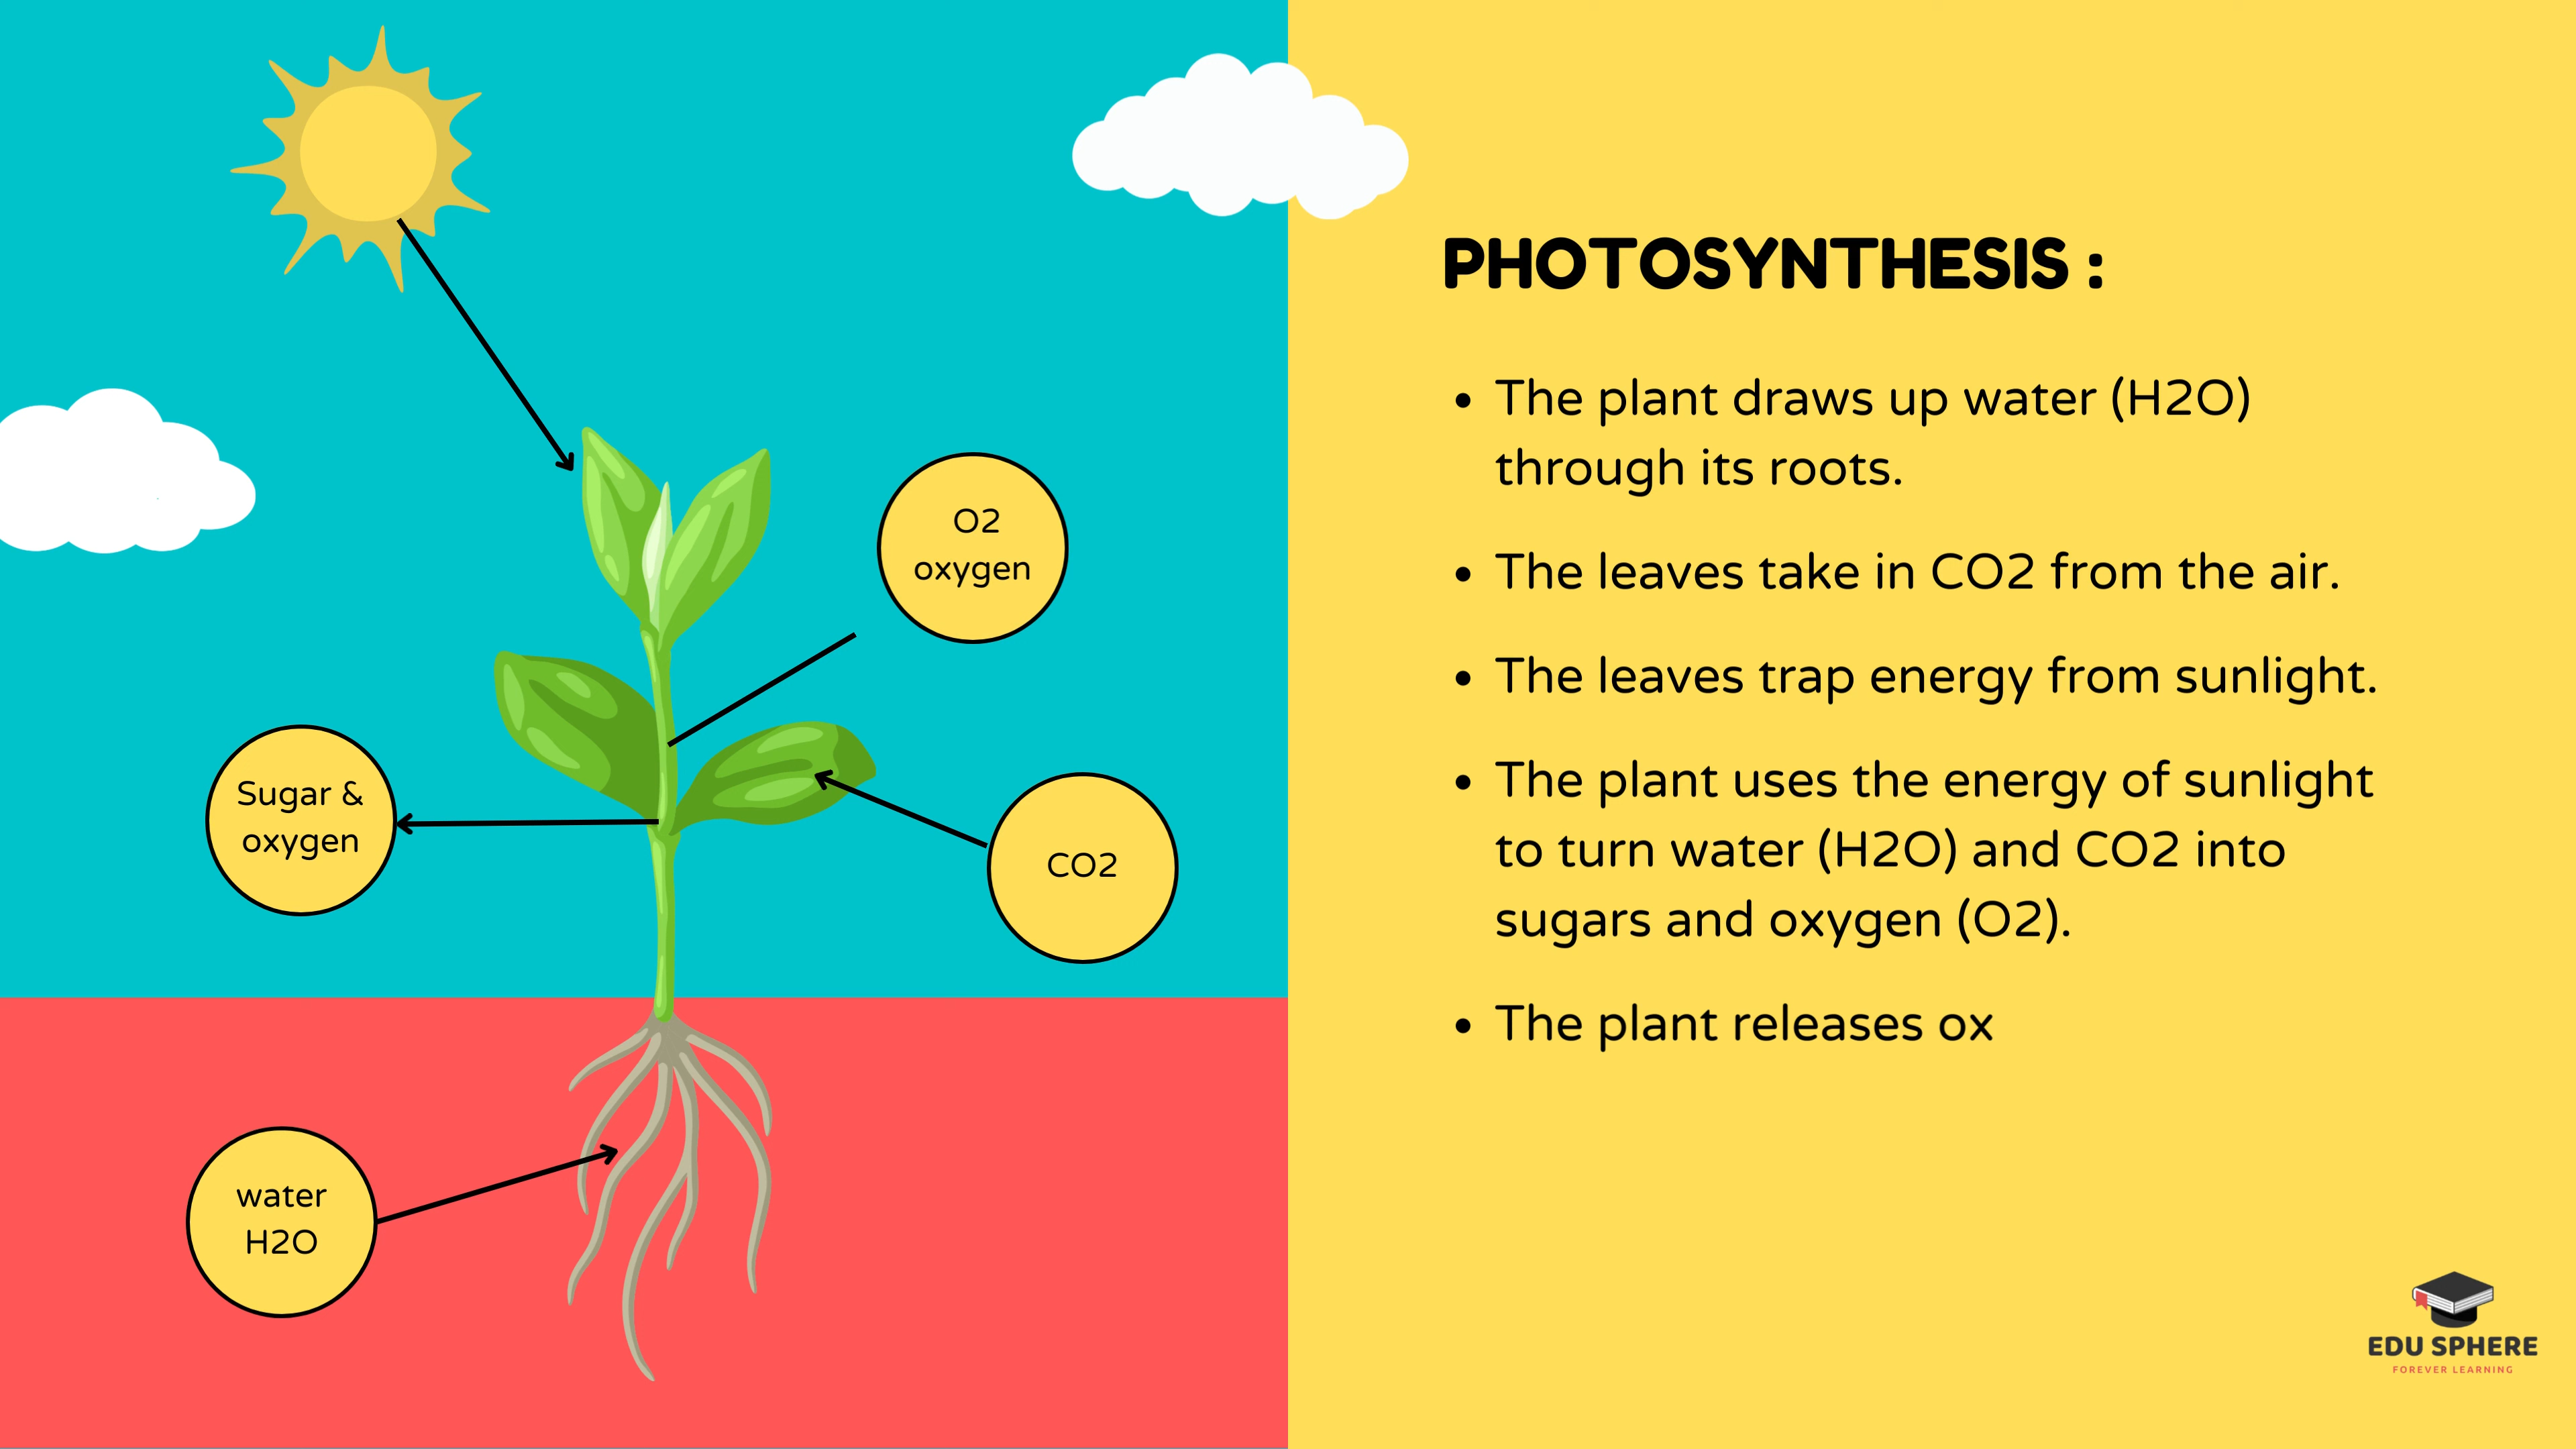 PHOTOSYNTHESIS :
• The plant draws up water (H2O)
through its roots.
• The leaves take in CO2 from the air.
• The leaves trap energy from sunlight.
• The plant uses the energy of sunlight
to turn water (H2O) and CO2 into
sugars and oxygen (O2).
• The plant releases ox
O2
oxygen
Sugar &
oxygen
CO2
water
H2O
EDU SPHERE
FOREVER LEARNING